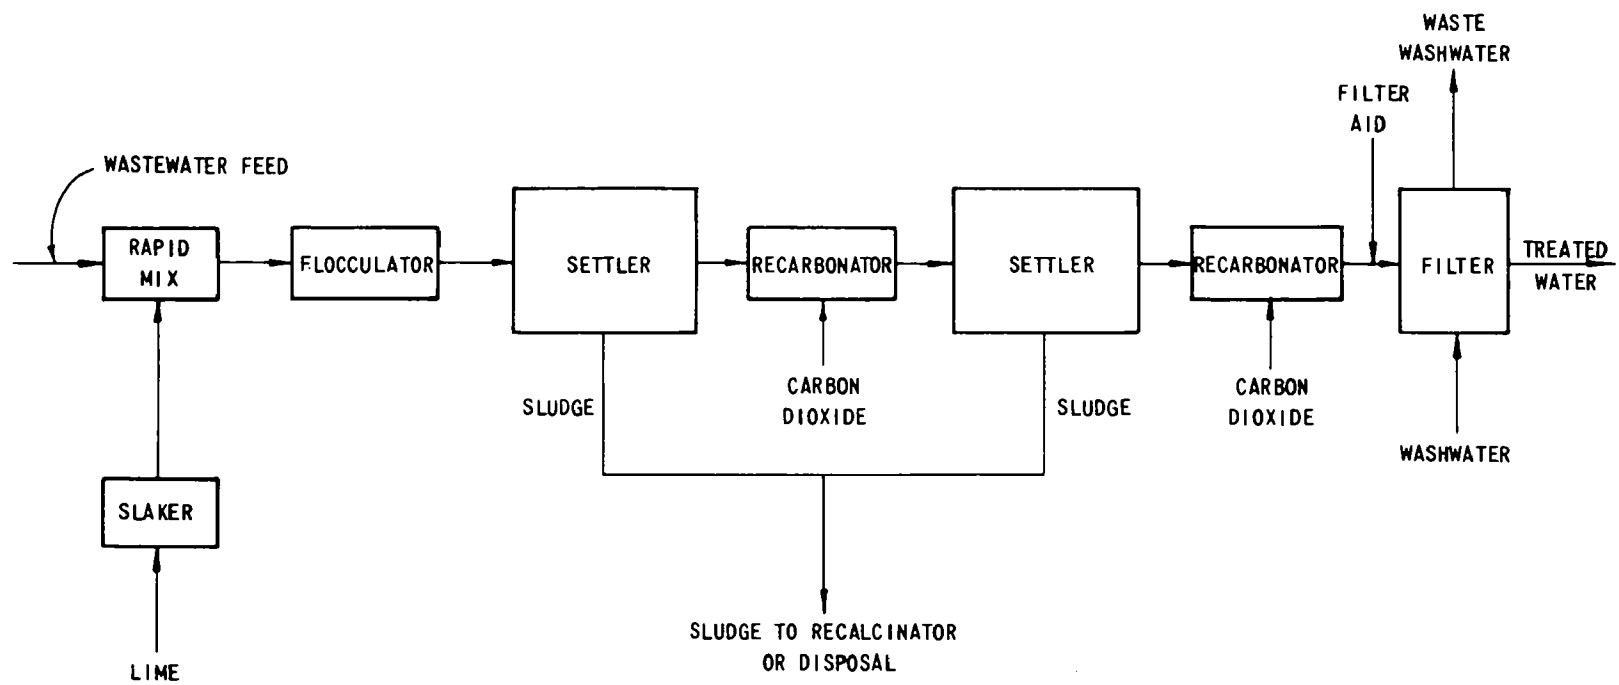 WASTE
WASHWATER
FILTER
AID
WASTEWATER FEED
RAPID
MIX
FLOCCULATOR
SETTLER
RECARBONATOR
SETTLER
RECARBONATOR
FILTER
TREATED
WATER
CARBON
DIOXIDE
CARBON
DIOXIDE
SLUDGE
SLUDGE
WASHWATER
SLAKER
SLUDGE TO RECALCINATOR
OR DISPOSAL
LIME